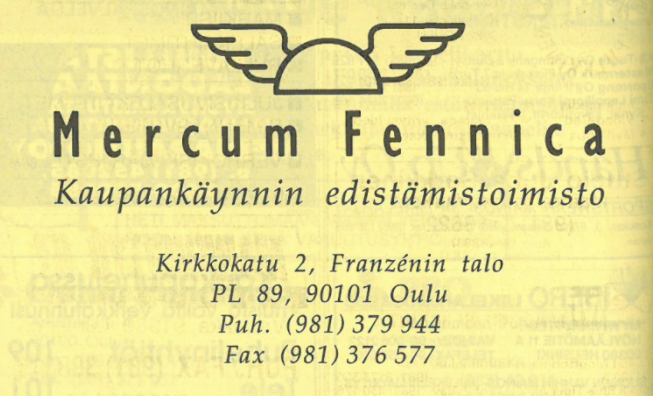 Mercum Fennica
Kaupankäynnin edistämistoimisto
Kirkkokatu 2, Franzénin talo
PL 89, 90101 Oulu
Puh. (981) 379 944
Fax (981) 376 577